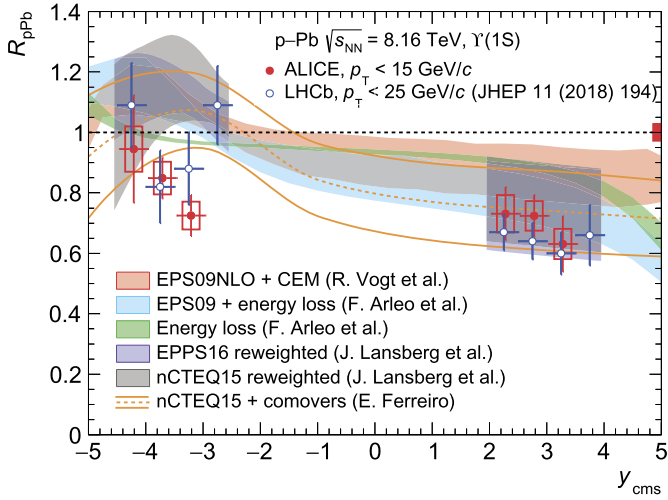 R_pPb
p–Pb √s_NN = 8.16 TeV, ϒ(1S)
ALICE, p_T < 15 GeV/c
LHCb, p_T < 25 GeV/c (JHEP 11 (2018) 194)
1.4
1.2
1
0.8
0.6
0.4
0.2
0
EPS09NLO + CEM (R. Vogt et al.)
EPS09 + energy loss (F. Arleo et al.)
Energy loss (F. Arleo et al.)
EPPS16 reweighted (J. Lansberg et al.)
nCTEQ15 reweighted (J. Lansberg et al.)
nCTEQ15 + comovers (E. Ferreiro)
−5 −4 −3 −2 −1 0 1 2 3 4 5
y_cms